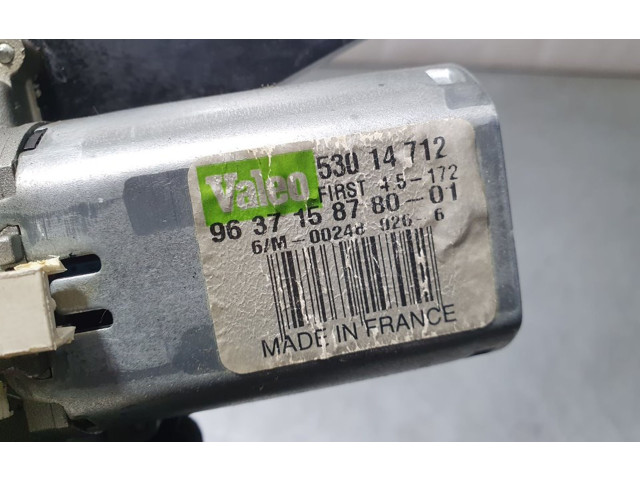 Valeo
530 14 712
FIRST 4.5-172
96 37 15 87 80-01
6/M-00248 926-6
MADE IN FRANCE